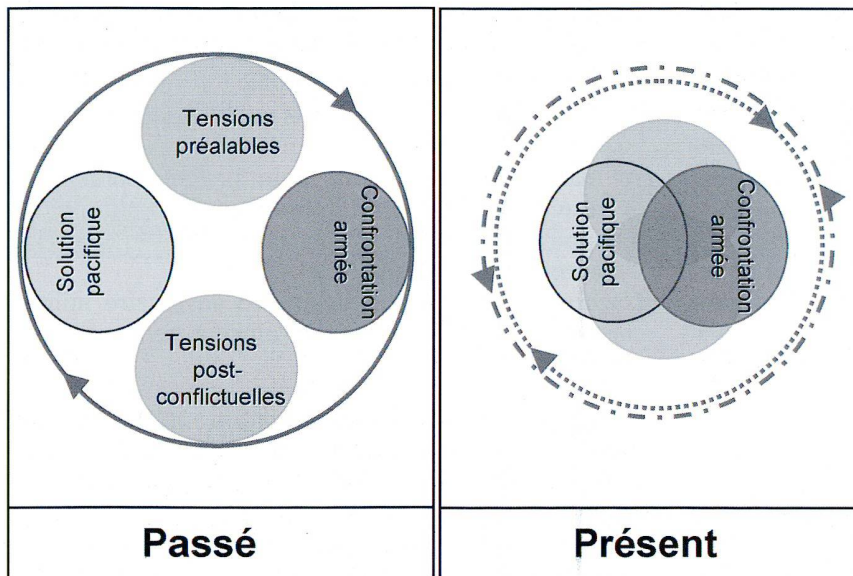 Tensions
préalables
Confrontation
armée
Tensions
post-
conflictuelles
Solution
pacifique
Passé
Solution
pacifique
Confrontation
armée
Présent